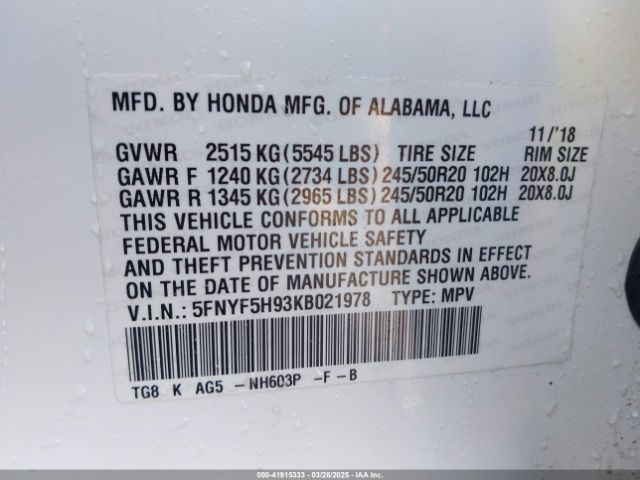 MFD. BY HONDA MFG. OF ALABAMA, LLC
11/'18
GVWR 2515 KG(5545 LBS) TIRE SIZE RIM SIZE
GAWR F 1240 KG(2734 LBS) 245/50R20 102H 20X8.0J
GAWR R 1345 KG(2965 LBS) 245/50R20 102H 20X8.0J
THIS VEHICLE CONFORMS TO ALL APPLICABLE
FEDERAL MOTOR VEHICLE SAFETY
AND THEFT PREVENTION STANDARDS IN EFFECT
ON THE DATE OF MANUFACTURE SHOWN ABOVE.
V.I.N.: 5FNYF5H93KB021978 TYPE: MPV
TG8 K AG5 -NH603P -F-B
000-41915333 - 03/28/2025 - IAA Inc.